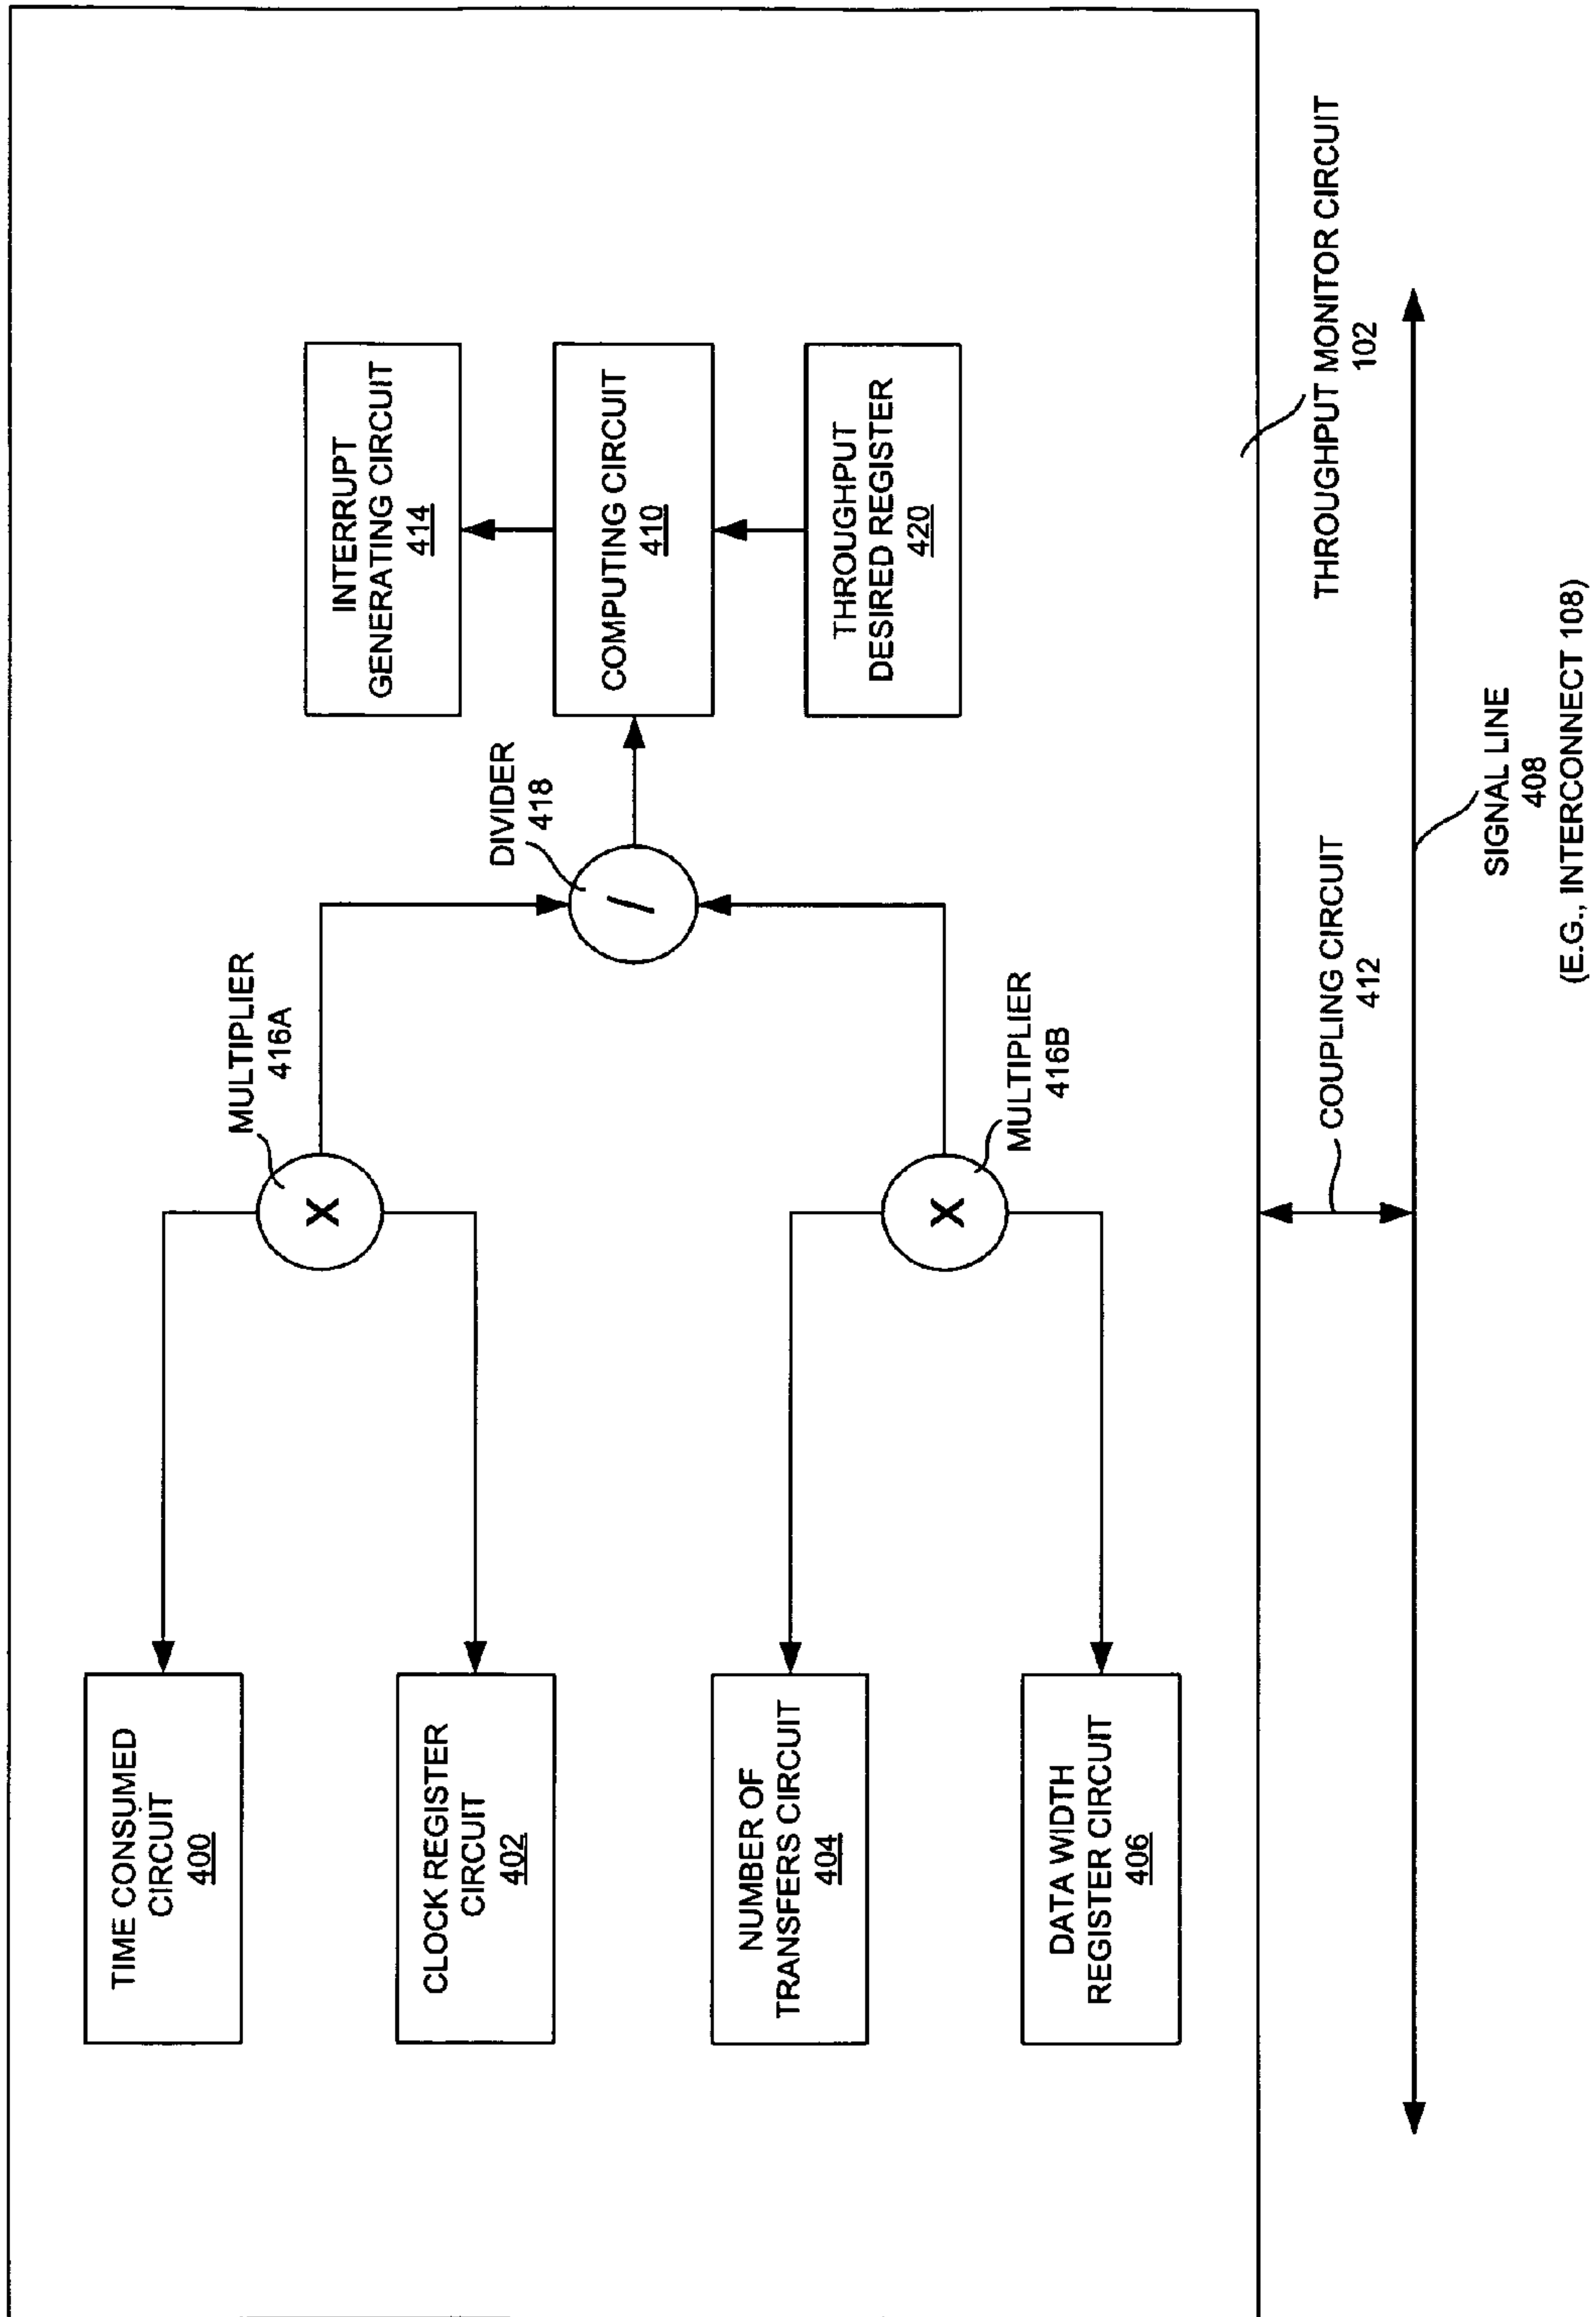 TIME CONSUMED
CIRCUIT
400
CLOCK REGISTER
CIRCUIT
402
NUMBER OF
TRANSFERS CIRCUIT
404
DATA WIDTH
REGISTER CIRCUIT
406
MULTIPLIER
416A
X
MULTIPLIER
416B
X
DIVIDER
418
/
INTERRUPT
GENERATING CIRCUIT
414
COMPUTING CIRCUIT
410
THROUGHPUT
DESIRED REGISTER
420
THROUGHPUT MONITOR CIRCUIT
102
COUPLING CIRCUIT
412
SIGNAL LINE
408
(E.G., INTERCONNECT 108)